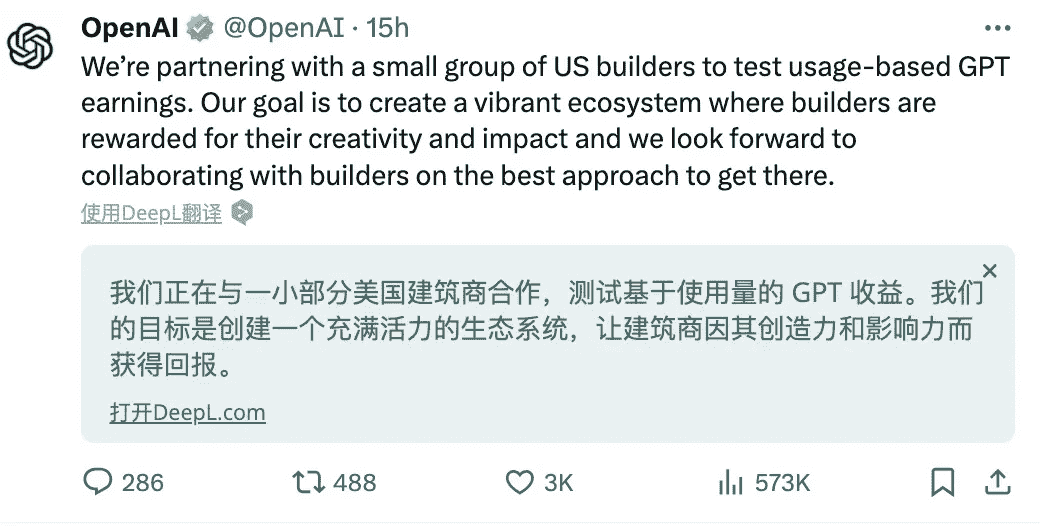 OpenAI @OpenAI · 15h
We’re partnering with a small group of US builders to test usage-based GPT
earnings. Our goal is to create a vibrant ecosystem where builders are
rewarded for their creativity and impact and we look forward to
collaborating with builders on the best approach to get there.
使用DeepL翻译
我们正在与一小部分美国建筑商合作，测试基于使用量的 GPT 收益。我们
的目标是创建一个充满活力的生态系统，让建筑商因其创造力和影响力而
获得回报。
打开DeepL.com
286 488 3K 573K